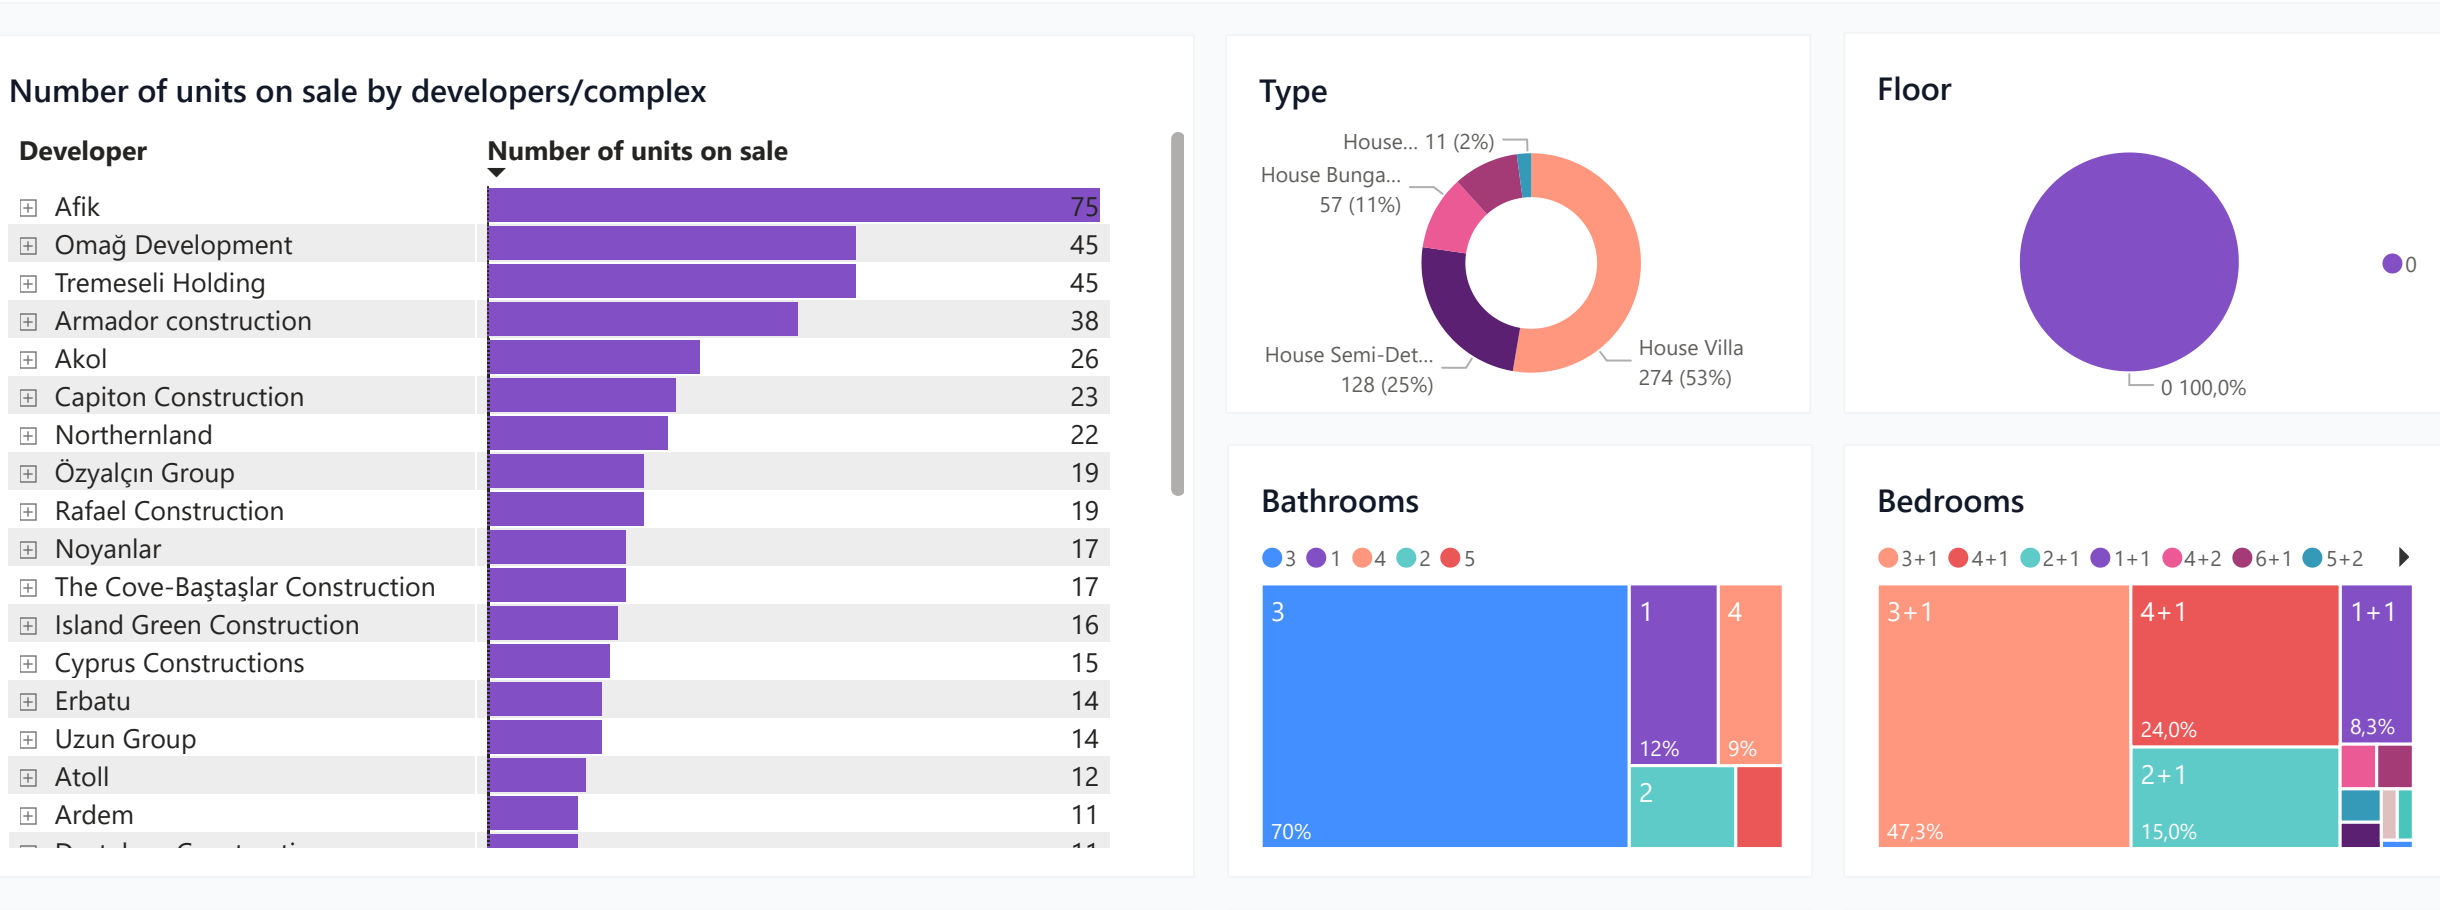 Number of units on sale by developers/complex
Developer
Number of units on sale
Afik
75
Omağ Development
45
Tremeseli Holding
45
Armador construction
38
Akol
26
Capiton Construction
23
Northernland
22
Özyalçın Group
19
Rafael Construction
19
Noyanlar
17
The Cove-Baştaşlar Construction
17
Island Green Construction
16
Cyprus Constructions
15
Erbatu
14
Uzun Group
14
Atoll
12
Ardem
11
11
Type
House... 11 (2%)
House Bunga...
57 (11%)
House Semi-Det...
128 (25%)
House Villa
274 (53%)
Floor
0
0 100,0%
Bathrooms
3 1 4 2 5
3
70%
1
12%
4
9%
2
Bedrooms
3+1 4+1 2+1 1+1 4+2 6+1 5+2
3+1
47,3%
4+1
24,0%
2+1
15,0%
1+1
8,3%